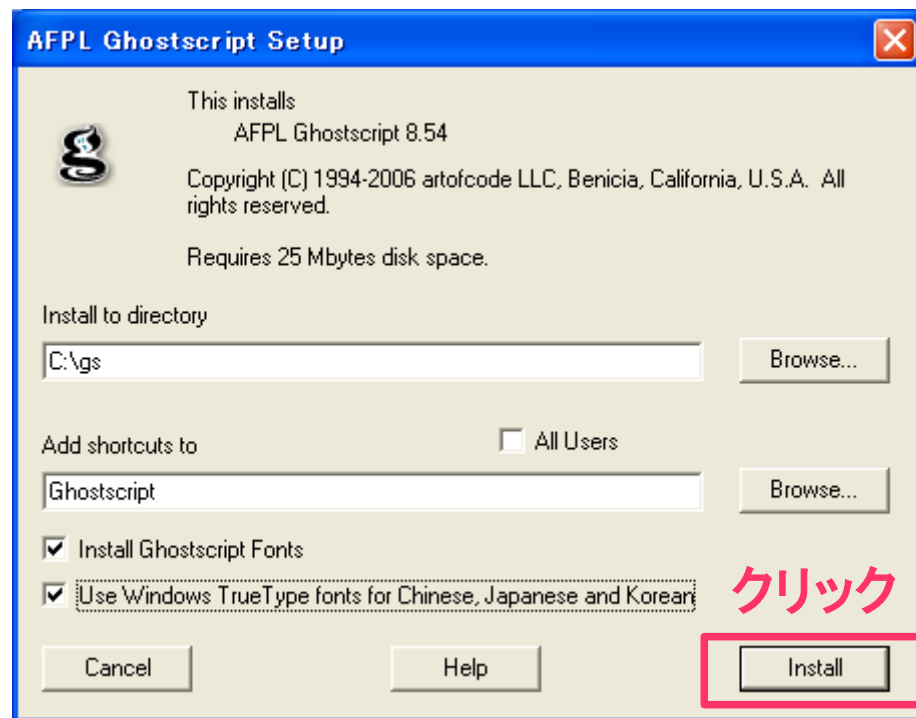 AFPL Ghostscript Setup
This installs
AFPL Ghostscript 8.54
Copyright (C) 1994-2006 artofcode LLC, Benicia, California, U.S.A. All
rights reserved.
Requires 25 Mbytes disk space.
Install to directory
C:\gs
Browse...
Add shortcuts to
All Users
Ghostscript
Browse...
Install Ghostscript Fonts
Use Windows TrueType fonts for Chinese, Japanese and Korean
クリック
Cancel
Help
Install